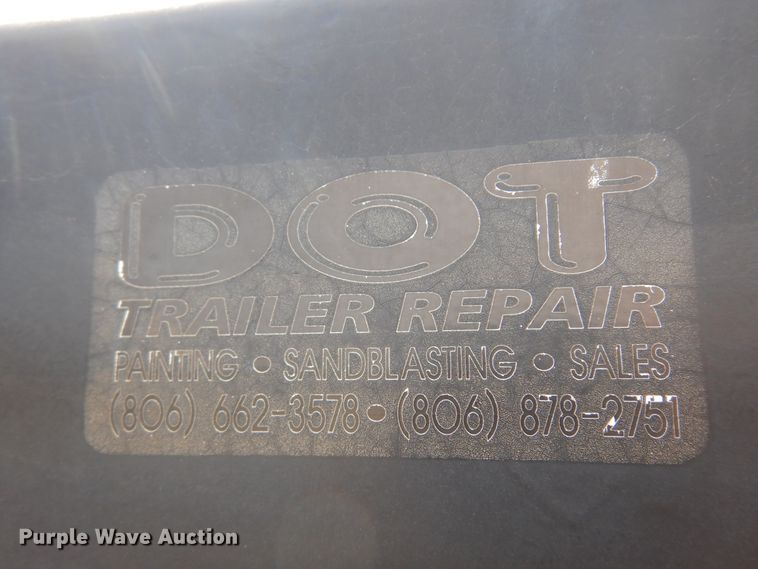 DOT
TRAILER REPAIR
PAINTING • SANDBLASTING • SALES
(806) 662-3578 • (806) 878-2751
Purple Wave Auction®